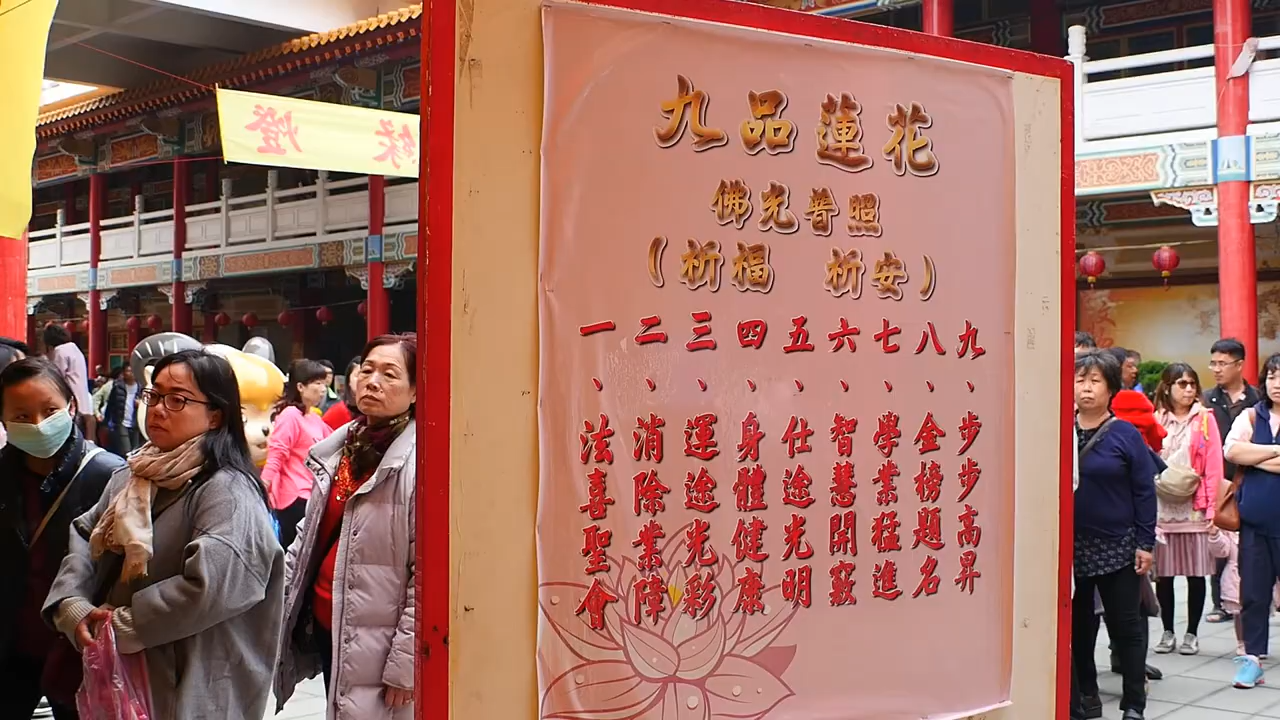 九品蓮花
佛光普照
(祈福 祈安)
一、法喜聖會
二、消除業障
三、運途光彩
四、身體健康
五、仕途光明
六、智慧開竅
七、學業猛進
八、金榜題名
九、步步高昇
燈 緣